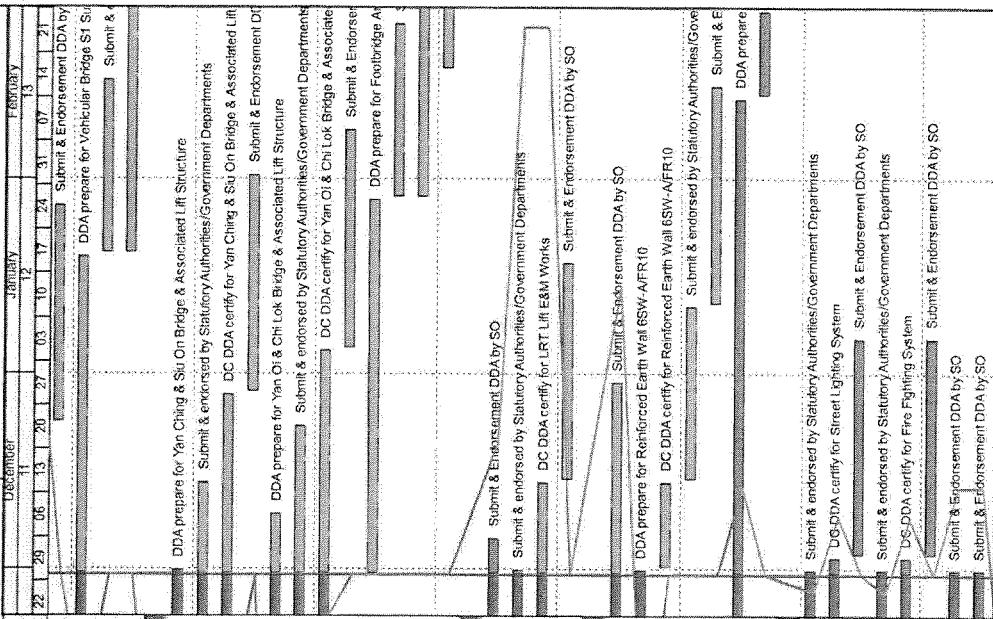 December
January
February
11
12
13
22
29
06
13
20
27
03
10
17
24
31
07
14
21
Submit & Endorsement DDA by
DDA prepare for Vehicular Bridge S1 Su
Submit &
DDA prepare for Yan Ching & Siu On Bridge & Associated Lift Structure
Submit & endorsed by Statutory Authorities/Government Departments
DC DDA certify for Yan Ching & Siu On Bridge & Associated Lift
Submit & Endorsement DD
DDA prepare for Yan Oi & Chi Lok Bridge & Associated Lift Structure
Submit & endorsed by Statutory Authorities/Government Departments
DC DDA certify for Yan Oi & Chi Lok Bridge & Associate
Submit & Endorsen
DDA prepare for Footbridge Ar
Submit & Endorsement DDA by SO
Submit & endorsed by Statutory Authorities/Government Departments
DC DDA certify for LRT Lift E&M Works
Submit & Endorsement DDA by SO
Submit & Endorsement DDA by SO
DDA prepare for Reinforced Earth Wall 6SW-A/FR10
DC DDA certify for Reinforced Earth Wall 6SW-A/FR10
Submit & endorsed by Statutory Authorities/Gove
Submit & E
DDA prepare
Submit & endorsed by Statutory Authorities/Government Departments
DC DDA certify for Street Lighting System
Submit & Endorsement DDA by SO
Submit & endorsed by Statutory Authorities/Government Departments
DC DDA certify for Fire Fighting System
Submit & Endorsement DDA by SO
Submit & Endorsement DDA by SO
Submit & Endorsement DDA by SO